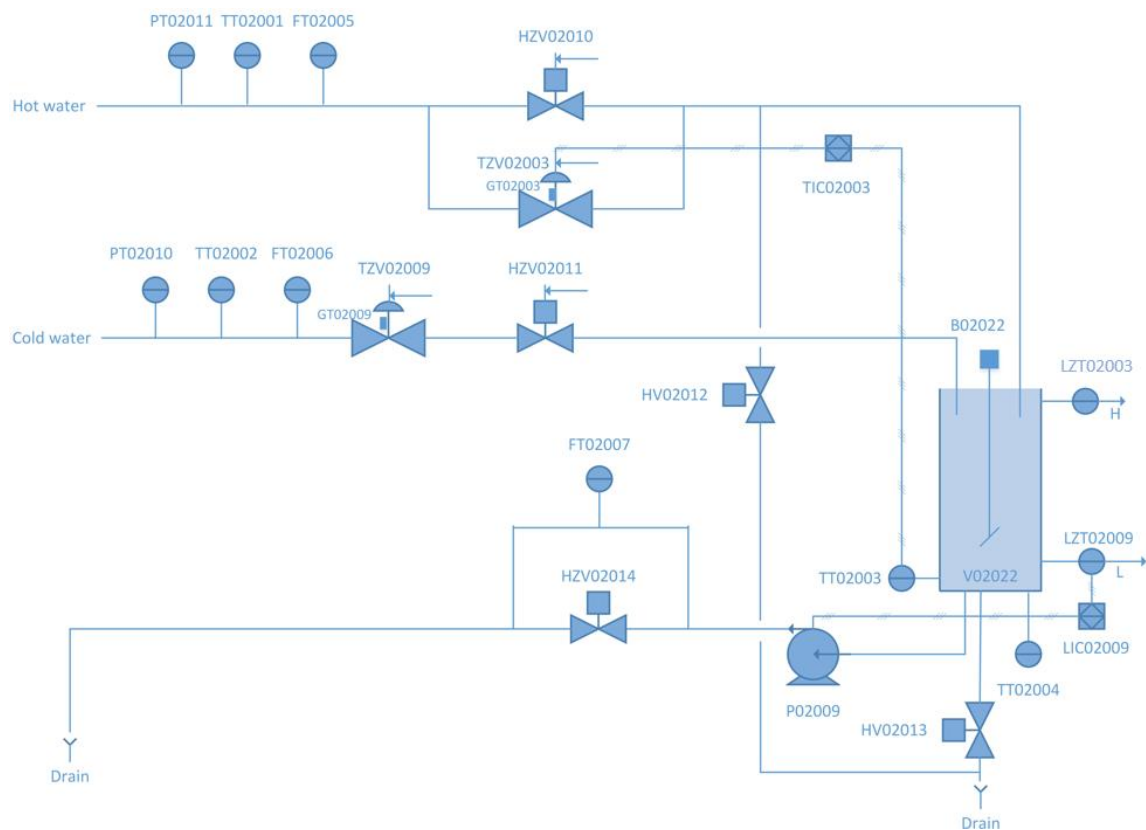 PT02011
TT02001
FT02005
HZV02010
Hot water
TZV02003
GT02003
TIC02003
PT02010
TT02002
FT02006
TZV02009
HZV02011
GT02009
Cold water
B02022
LZT02003
H
HV02012
FT02007
LZT02009
L
HZV02014
TT02003
V02022
LIC02009
TT02004
P02009
HV02013
Drain
Drain